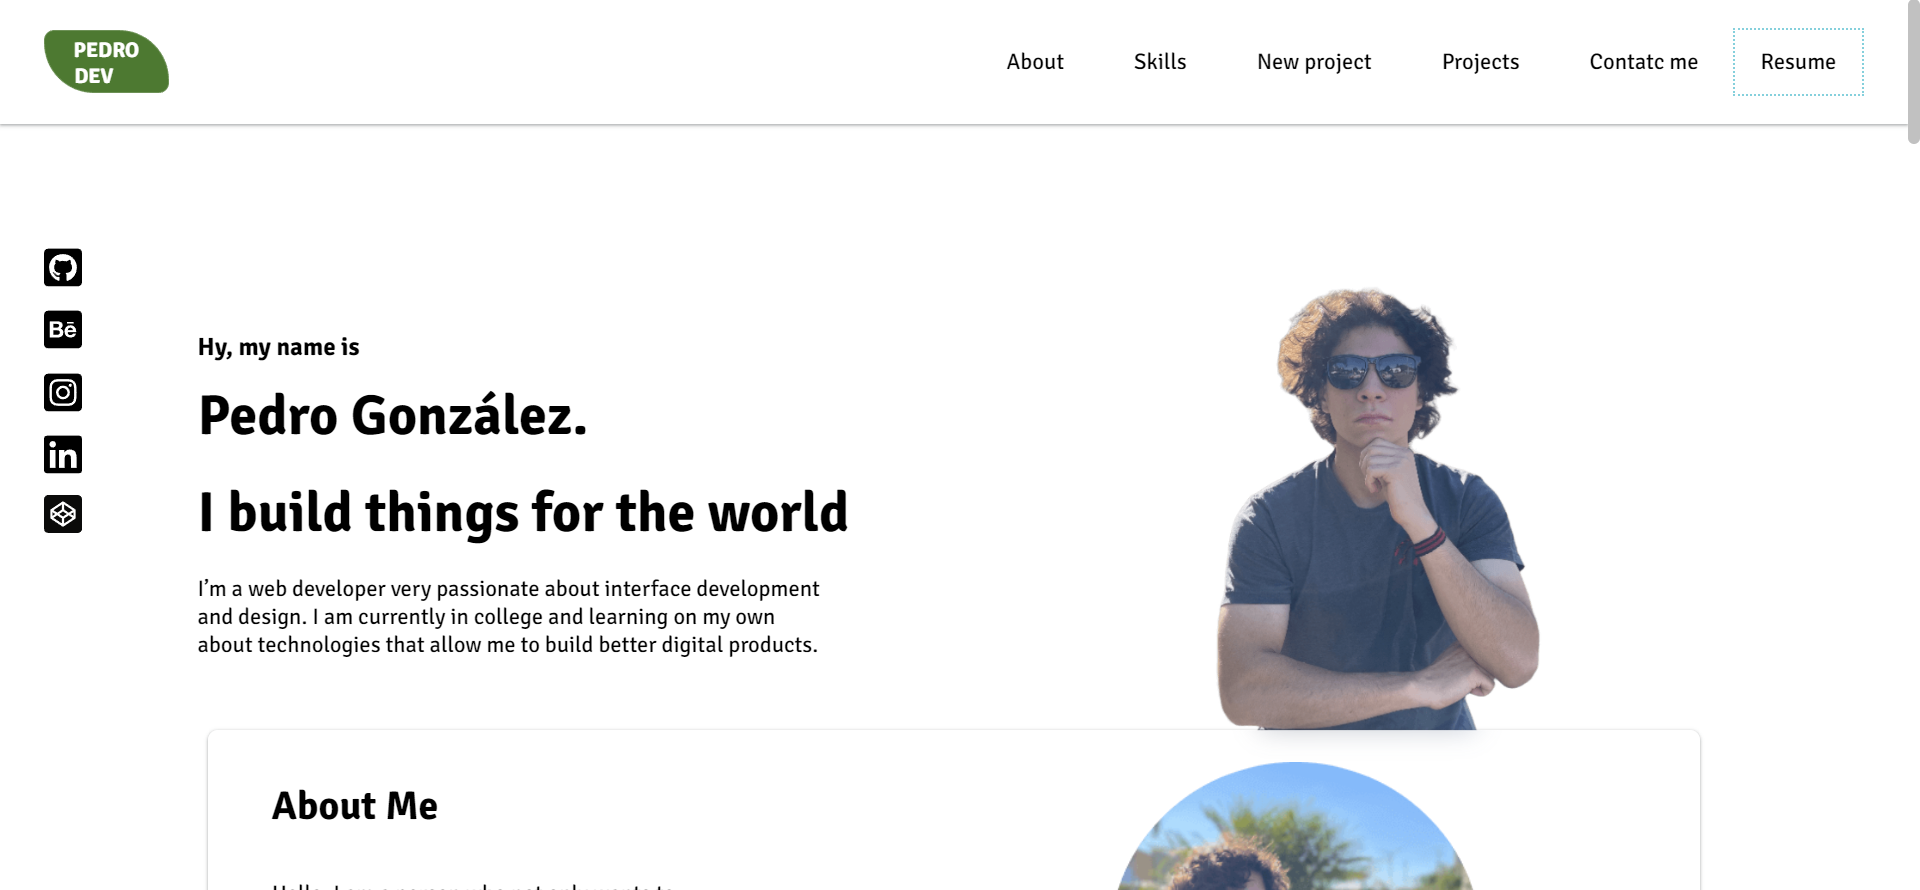 PEDRO
DEV
About
Skills
New project
Projects
Contatc me
Resume
Bē
in
Hy, my name is
Pedro González.
I build things for the world
I’m a web developer very passionate about interface development
and design. I am currently in college and learning on my own
about technologies that allow me to build better digital products.
About Me